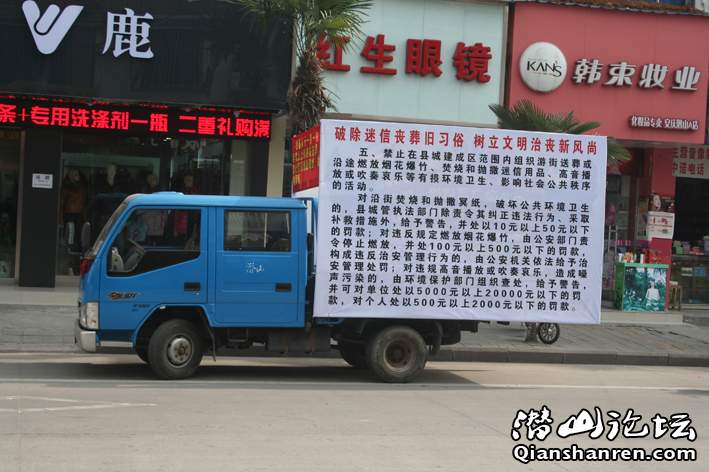 鹿
红生眼镜
KANS
韩束牧业
条+专用洗涤剂一瓶 二重礼购满
破除迷信丧葬旧习俗 树立文明治丧新风尚
五、禁止在县城建成区范围内组织游街送葬或
沿途燃放烟花爆竹、焚烧和抛撒迷信用品、高音播
放或吹奏哀乐等有损环境卫生、影响社会公共秩序
的活动。
对沿街焚烧和抛撒冥纸，破坏公共环境卫生
的，县城管执法部门除责令其纠正违法行为、采取
补救措施外，给予警告，并处以10元以上50元以下
的罚款；对违反规定燃放烟花爆竹，由公安部门责
令停止燃放，并处100元以上500元以下的罚款，
构成违反治安管理行为的，由公安机关依法给予治
安管理处罚；对违规高音播放或吹奏哀乐，造成噪
声污染的，由环境保护部门组织查处，给予警告，
并可对单位处以5000元以上20000元以下的罚
款，对个人处以500元以上2000元以下的罚款。
潜山
潜山论坛
Qianshanren.com